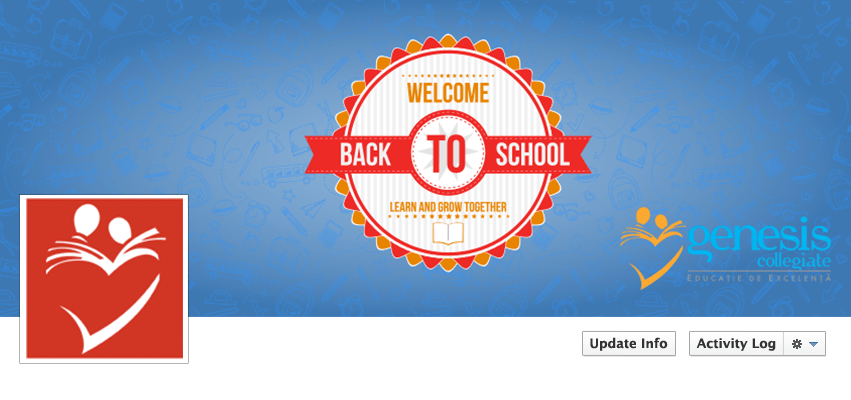 WELCOME
BACK TO SCHOOL
LEARN AND GROW TOGETHER
genesis
collegiate
EDUCAȚIE DE EXCELENȚĂ
Update Info
Activity Log